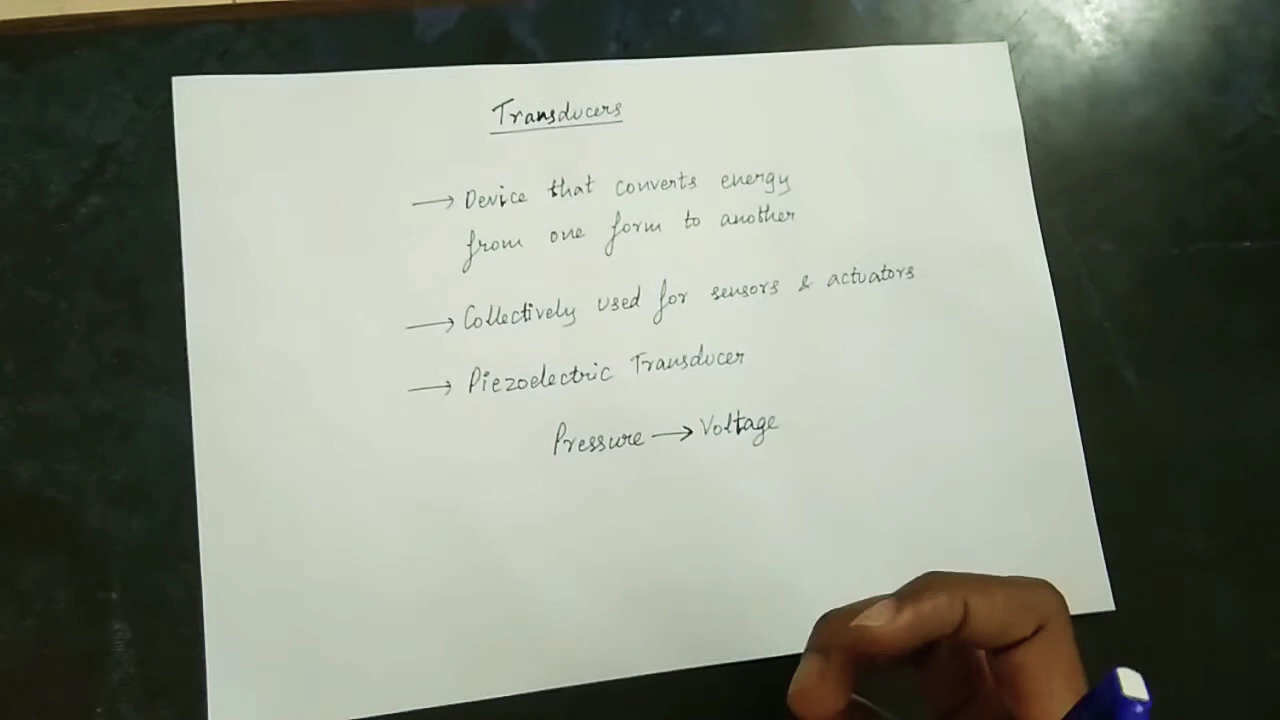 Transducers
→ Device that converts energy
from one form to another
→ Collectively used for sensors & actuators
→ Piezoelectric Transducer
Pressure → Voltage